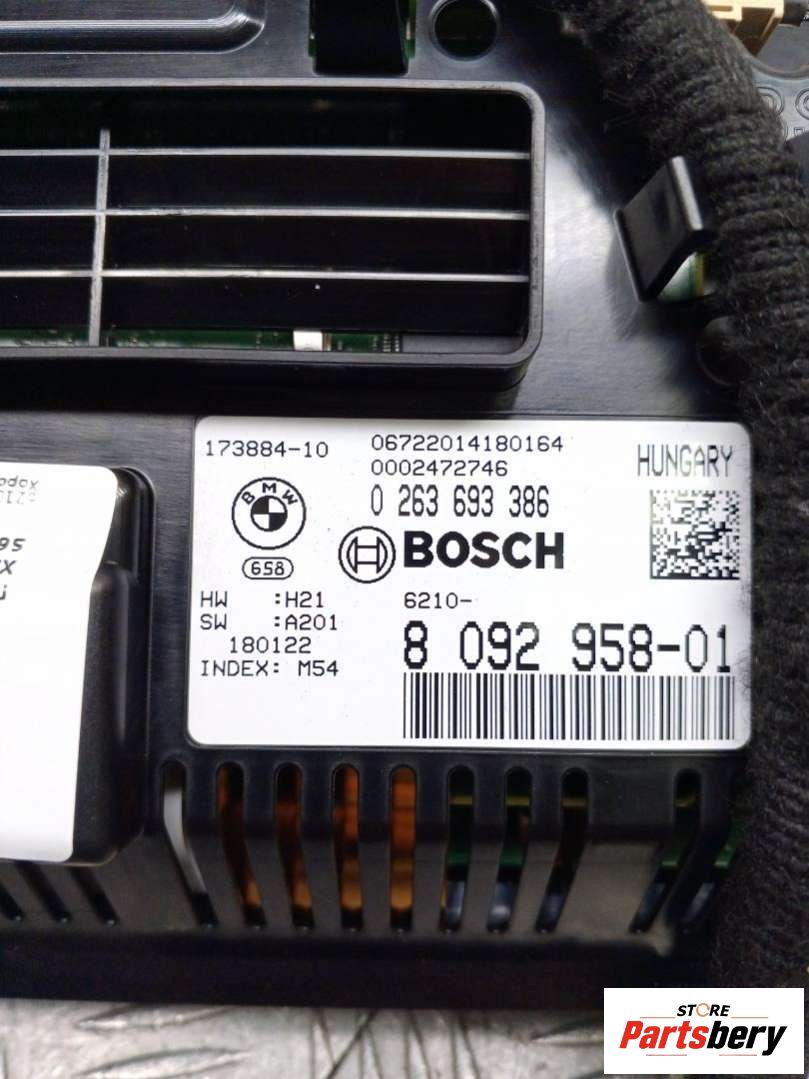 173884-10
06722014180164
0002472746
HUNGARY
0 263 693 386
BMW
BOSCH
658
HW :H21
SW :A201
180122
INDEX: M54
6210-
8 092 958-01
STORE
Partsbery